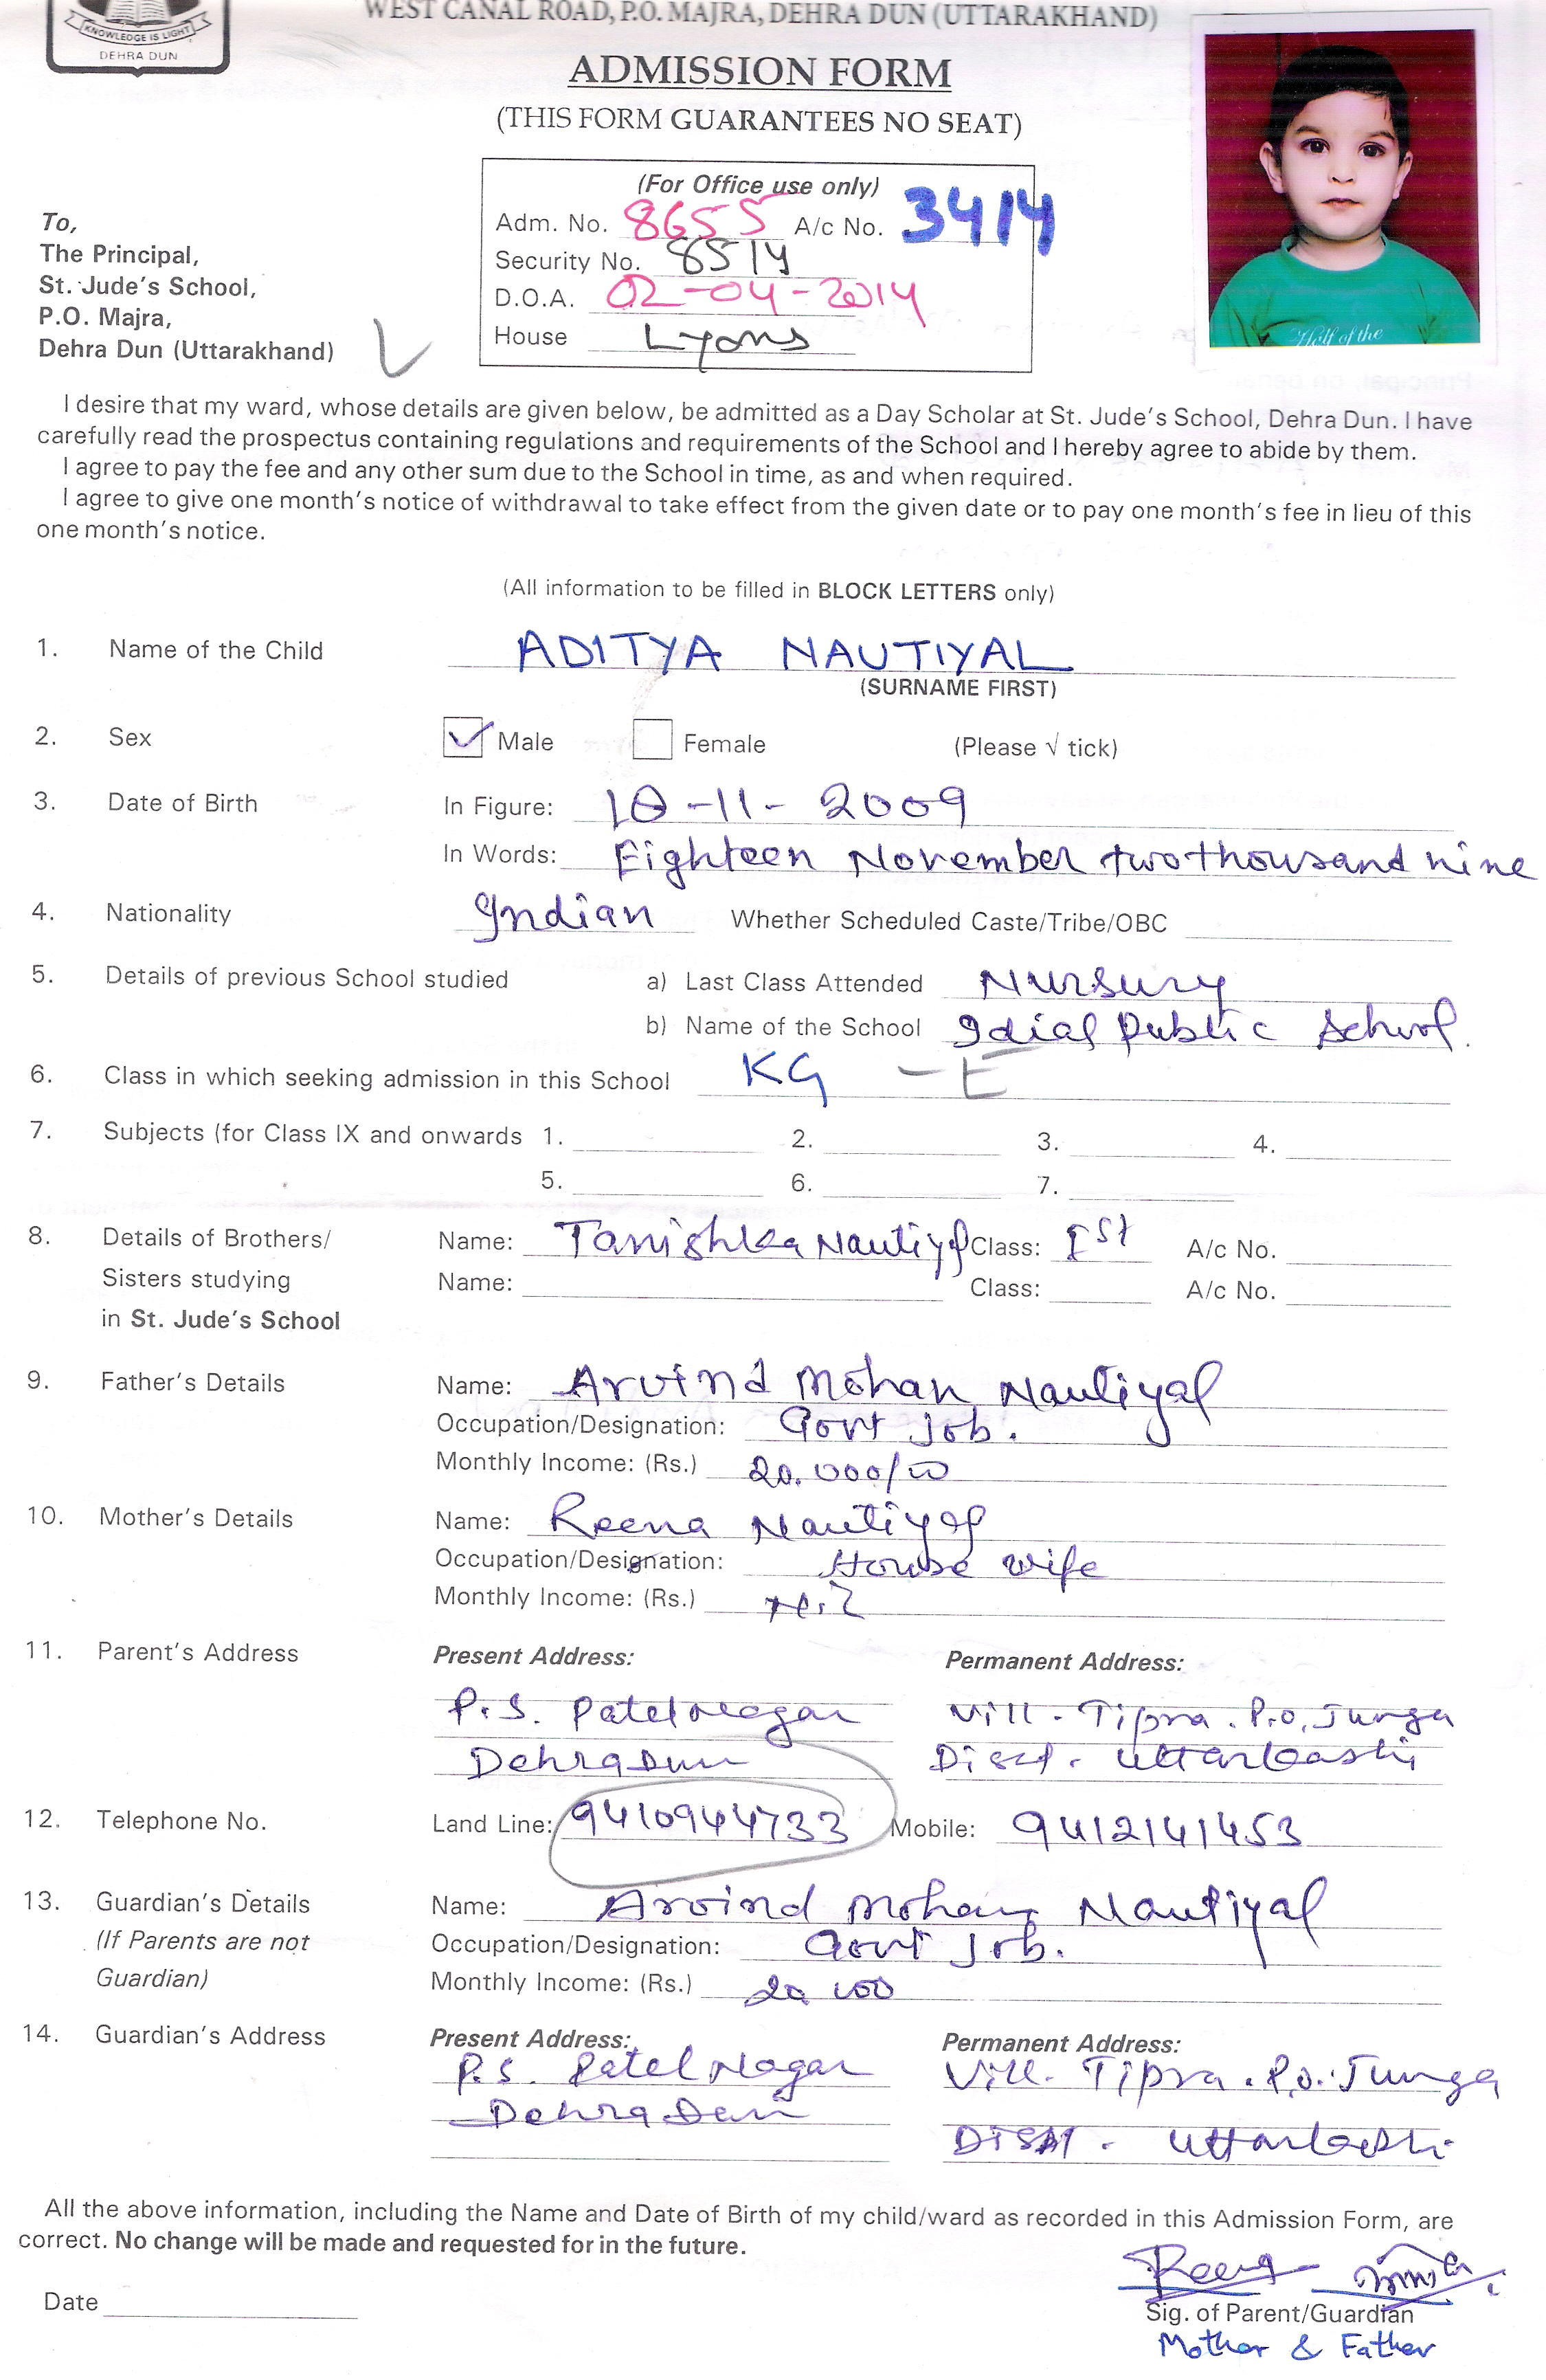 WEST CANAL ROAD, P.O. MAJRA, DEHRA DUN (UTTARAKHAND)
KNOWLEDGE IS LIGHT
DEHRA DUN
ADMISSION FORM
(THIS FORM GUARANTEES NO SEAT)
(For Office use only)
Adm. No. 8655 A/c No. 3414
Security No. 8514
D.O.A. 02-04-2014
House Lyons
To,
The Principal,
St. Jude's School,
P.O. Majra,
Dehra Dun (Uttarakhand)
Half of the
I desire that my ward, whose details are given below, be admitted as a Day Scholar at St. Jude's School, Dehra Dun. I have
carefully read the prospectus containing regulations and requirements of the School and I hereby agree to abide by them.
I agree to pay the fee and any other sum due to the School in time, as and when required.
I agree to give one month's notice of withdrawal to take effect from the given date or to pay one month's fee in lieu of this
one month's notice.
(All information to be filled in BLOCK LETTERS only)
1. Name of the Child ADITYA NAUTIYAL
(SURNAME FIRST)
2. Sex ✓ Male Female (Please √ tick)
3. Date of Birth In Figure: 18-11-2009
In Words: Eighteen November two thousand nine
4. Nationality Indian Whether Scheduled Caste/Tribe/OBC
5. Details of previous School studied a) Last Class Attended Nursury
b) Name of the School Idial Public School.
6. Class in which seeking admission in this School KG - E
7. Subjects (for Class IX and onwards 1. 2. 3. 4.
5. 6. 7.
8. Details of Brothers/ Name: Tanishka Nautiyal Class: Ist A/c No.
Sisters studying Name: Class: A/c No.
in St. Jude's School
9. Father's Details Name: Arvind Mohan Nautiyal
Occupation/Designation: Govt Job.
Monthly Income: (Rs.) 20.000/00
10. Mother's Details Name: Reena Nautiyal
Occupation/Designation: House wife
Monthly Income: (Rs.) Nil
11. Parent's Address Present Address: Permanent Address:
P.S. Patel Nagar Vill. Tipra. P.O. Junga
Dehra Dun Disst. Uttarkashi
12. Telephone No. Land Line: 9410944733 Mobile: 9412141453
13. Guardian's Details Name: Arvind Mohan Nautiyal
(If Parents are not Occupation/Designation: Govt Job.
Guardian) Monthly Income: (Rs.)
14. Guardian's Address Present Address: Permanent Address:
P.S. Patel Nagar Vill. Tipra. P.O. Junga
Dehra Dun Disst. Uttarkashi
All the above information, including the Name and Date of Birth of my child/ward as recorded in this Admission Form, are
correct. No change will be made and requested for in the future.
Reena
Date Sig. of Parent/Guardian
Mother & Father